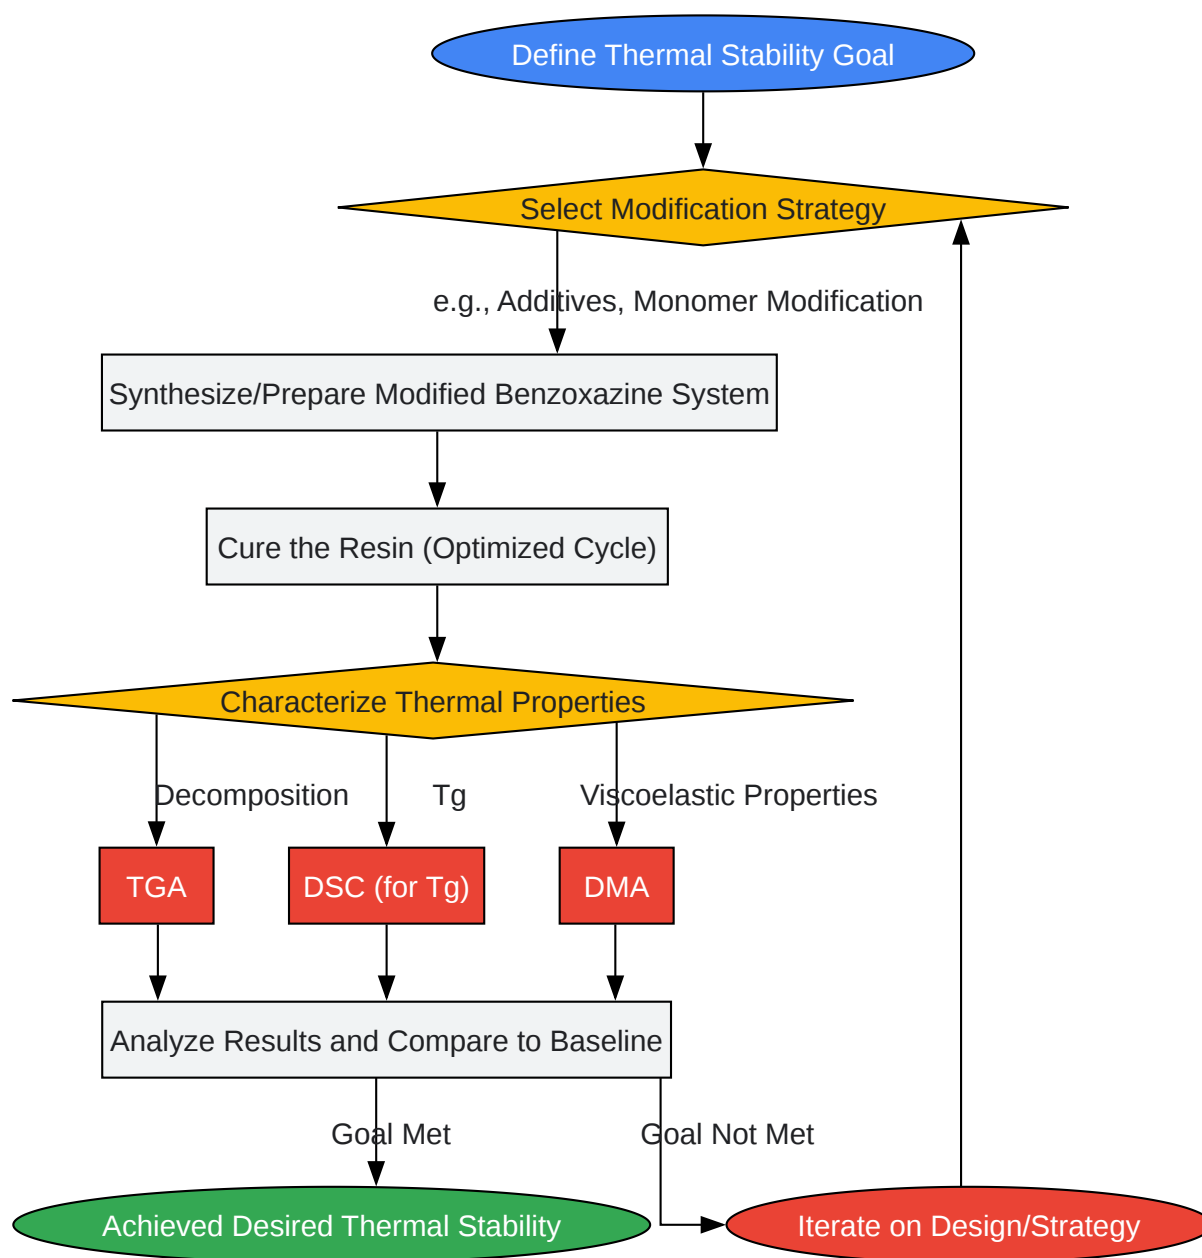 Define Thermal Stability Goal
Select Modification Strategy
e.g., Additives, Monomer Modification
Synthesize/Prepare Modified Benzoxazine System
Cure the Resin (Optimized Cycle)
Characterize Thermal Properties
Decomposition
Tg
Viscoelastic Properties
TGA
DSC (for Tg)
DMA
Analyze Results and Compare to Baseline
Goal Met
Goal Not Met
Achieved Desired Thermal Stability
Iterate on Design/Strategy